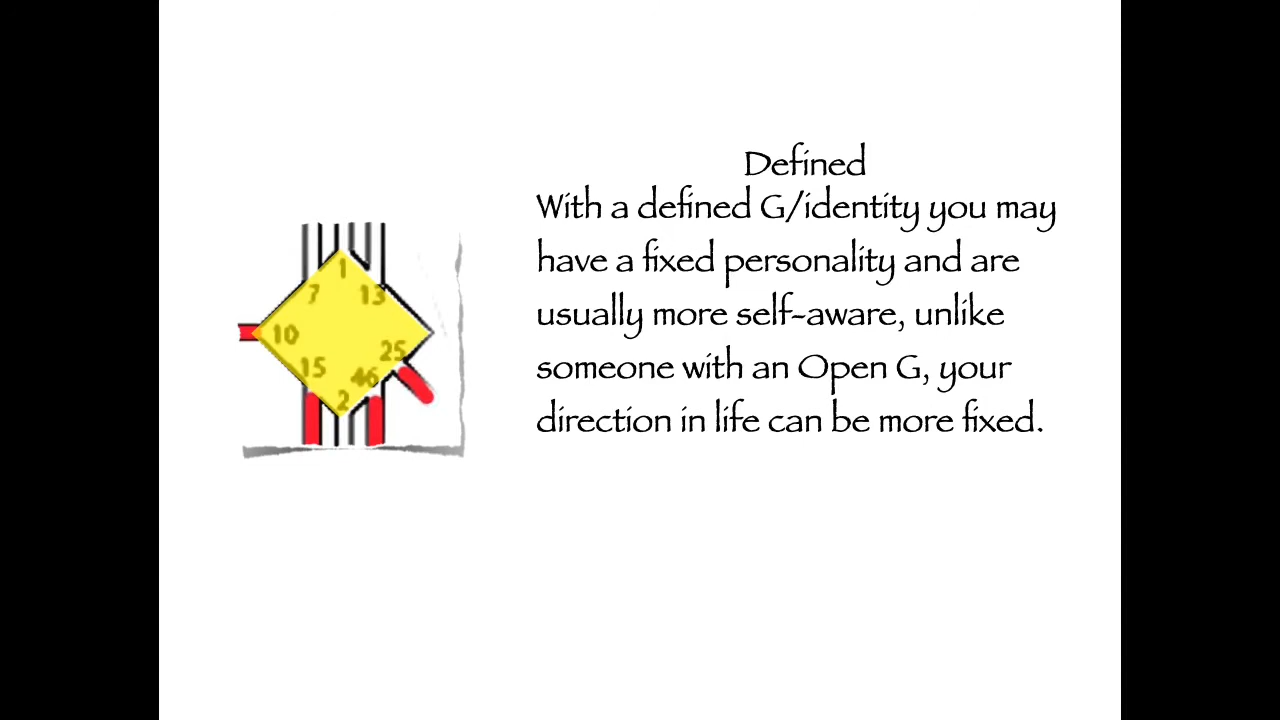 Defined
With a defined G/identity you may
have a fixed personality and are
usually more self-aware, unlike
someone with an Open G, your
direction in life can be more fixed.
1
7 13
10
25
15
46
2